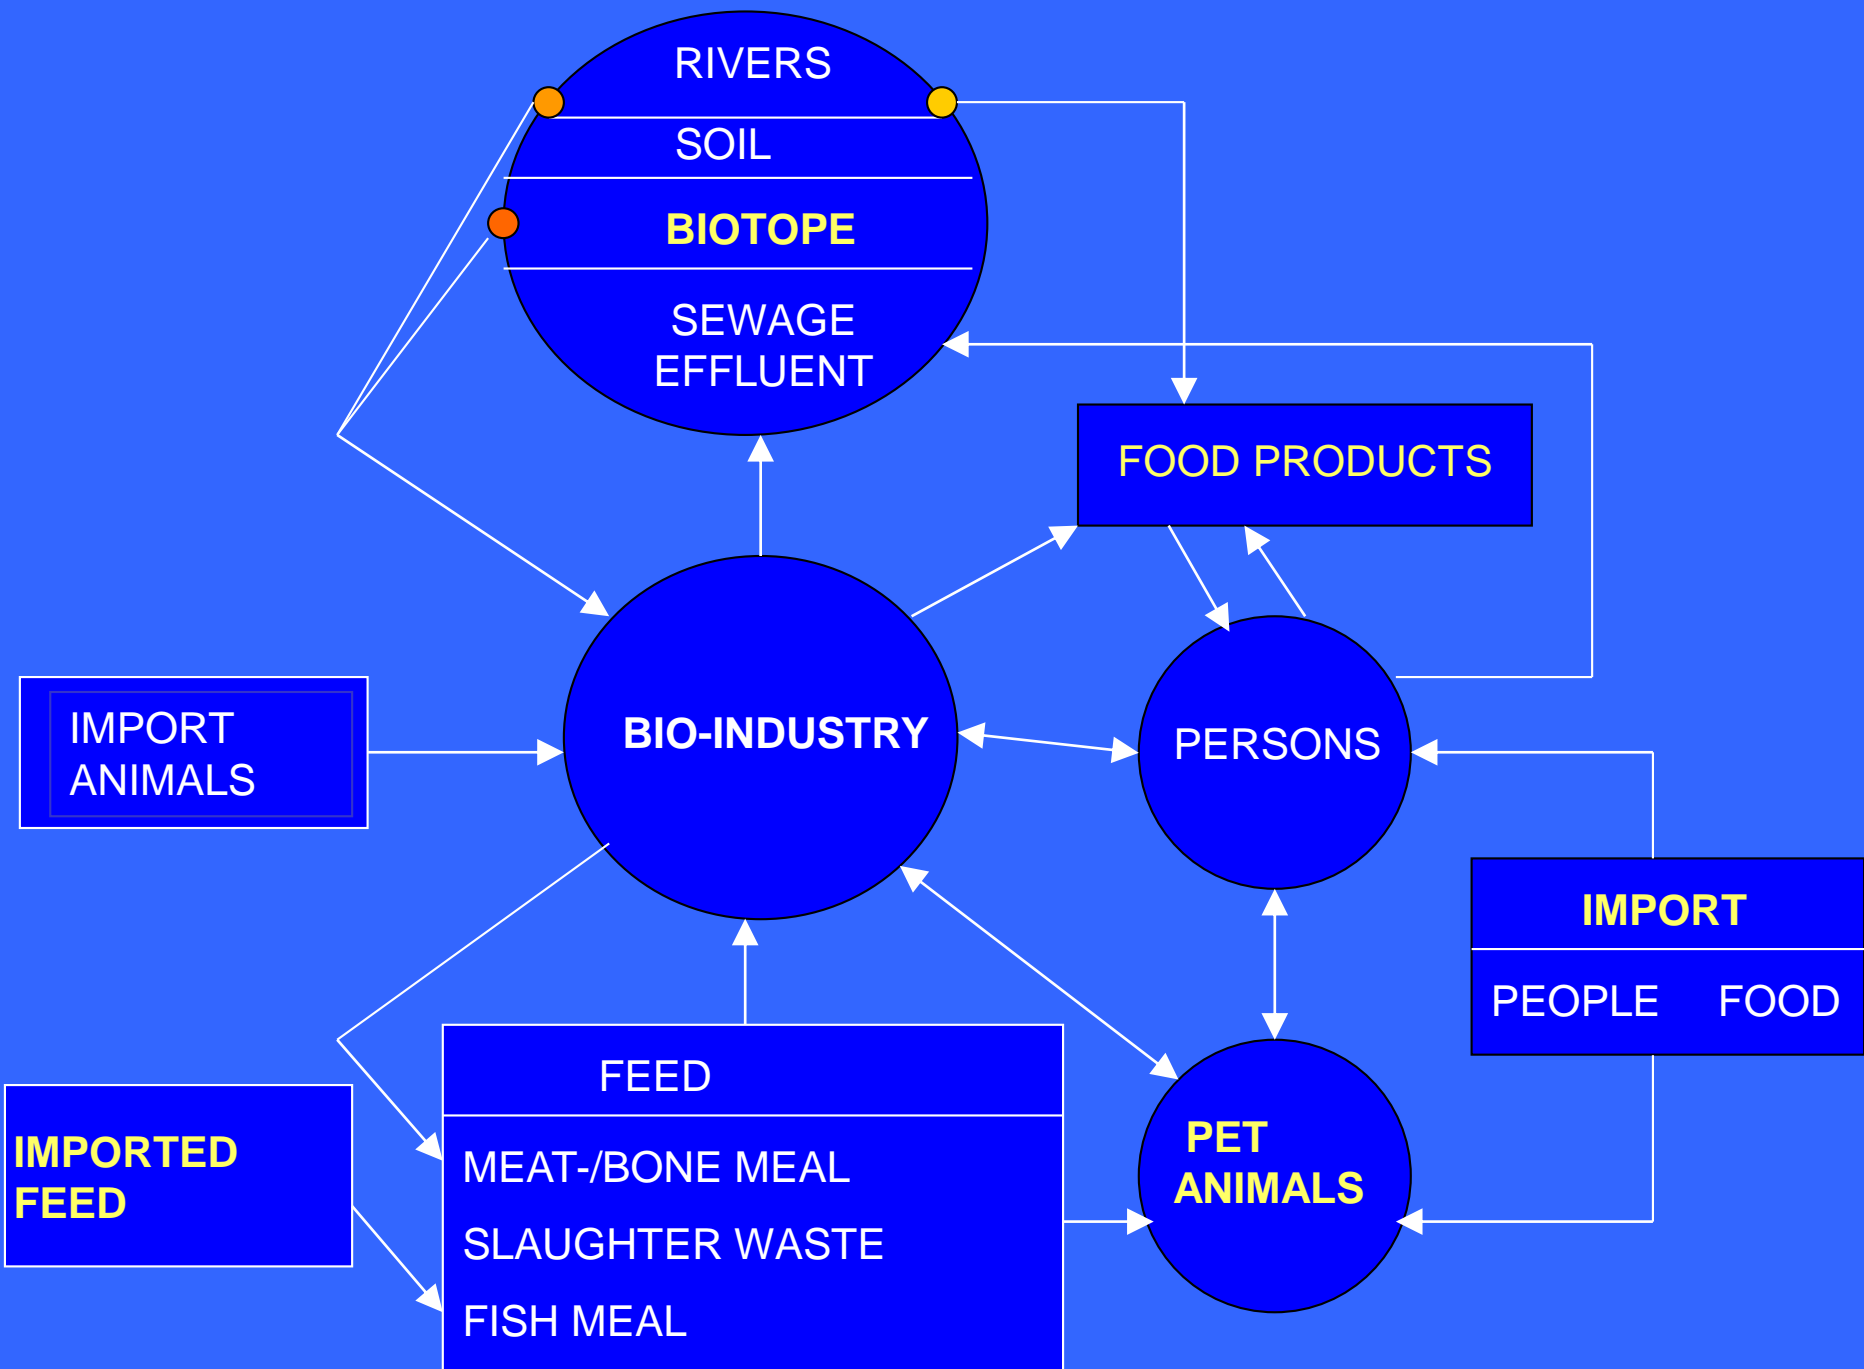 RIVERS
SOIL
BIOTOPE
SEWAGE
EFFLUENT
FOOD PRODUCTS
BIO-INDUSTRY
PERSONS
IMPORT
ANIMALS
IMPORT
PEOPLE FOOD
FEED
MEAT-/BONE MEAL
SLAUGHTER WASTE
FISH MEAL
IMPORTED
FEED
PET
ANIMALS